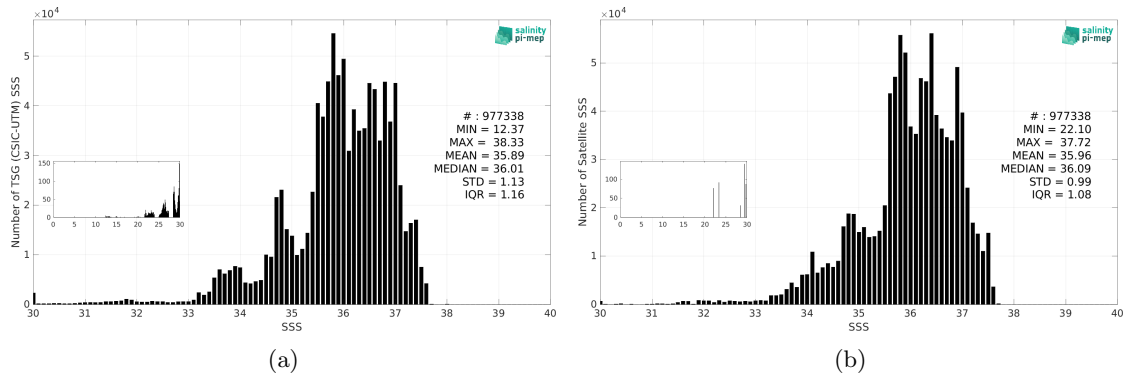 ×10⁴
salinity
pi-mep
Number of TSG (CSIC-UTM) SSS
5
4
3
2
1
0
# : 977338
MIN = 12.37
MAX = 38.33
MEAN = 35.89
MEDIAN = 36.01
STD = 1.13
IQR = 1.16
150
100
50
0
0 5 10 15 20 25 30
30 31 32 33 34 35 36 37 38 39 40
SSS
(a)
×10⁴
salinity
pi-mep
Number of Satellite SSS
5
4
3
2
1
0
# : 977338
MIN = 22.10
MAX = 37.72
MEAN = 35.96
MEDIAN = 36.09
STD = 0.99
IQR = 1.08
100
50
0
0 5 10 15 20 25 30
30 31 32 33 34 35 36 37 38 39 40
SSS
(b)